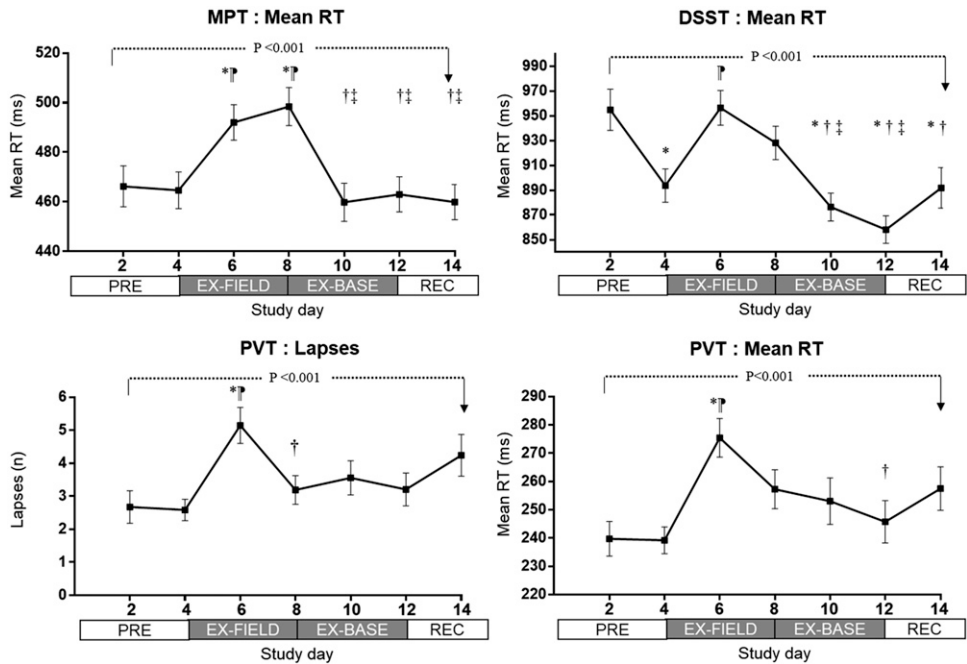 MPT : Mean RT
P <0.001
Mean RT (ms)
520
500
480
460
440
*¶ *¶ †‡ †‡ †‡
2 4 6 8 10 12 14
PRE EX-FIELD EX-BASE REC
Study day
DSST : Mean RT
P <0.001
Mean RT (ms)
990
970
950
930
910
890
870
850
* ¶ *†‡ *†‡ *†
2 4 6 8 10 12 14
PRE EX-FIELD EX-BASE REC
Study day
PVT : Lapses
P <0.001
Lapses (n)
6
5
4
3
2
1
0
*¶ †
2 4 6 8 10 12 14
PRE EX-FIELD EX-BASE REC
Study day
PVT : Mean RT
P<0.001
Mean RT (ms)
290
280
270
260
250
240
230
220
*¶ †
2 4 6 8 10 12 14
PRE EX-FIELD EX-BASE REC
Study day